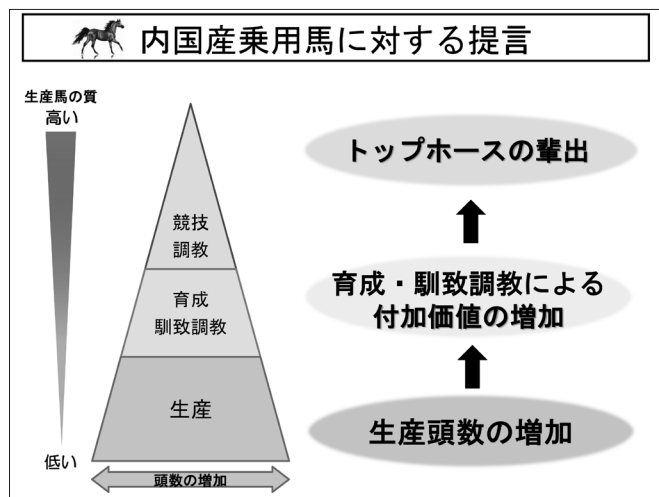 内国産乗用馬に対する提言
生産馬の質
高い
低い
競技
調教
育成
馴致調教
生産
頭数の増加
トップホースの輩出
育成・馴致調教による
付加価値の増加
生産頭数の増加